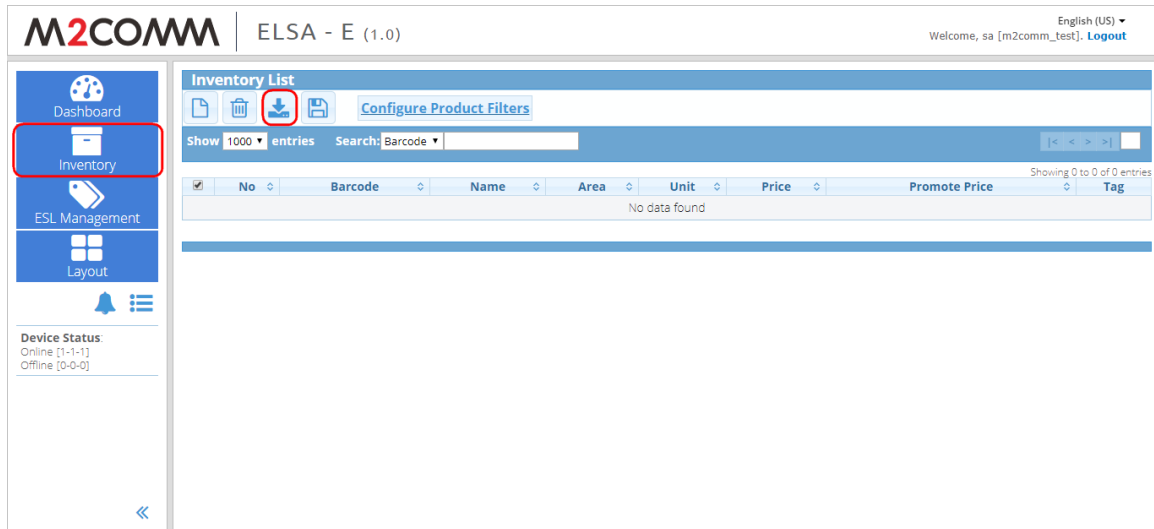 M2COMM ELSA - E (1.0)
English (US)
Welcome, sa [m2comm_test]. Logout
Dashboard
Inventory
ESL Management
Layout
Device Status:
Online [1-1-1]
Offline [0-0-0]
Inventory List
Configure Product Filters
Show 1000 entries Search: Barcode
|< < > >|
Showing 0 to 0 of 0 entries
No Barcode Name Area Unit Price Promote Price Tag
No data found